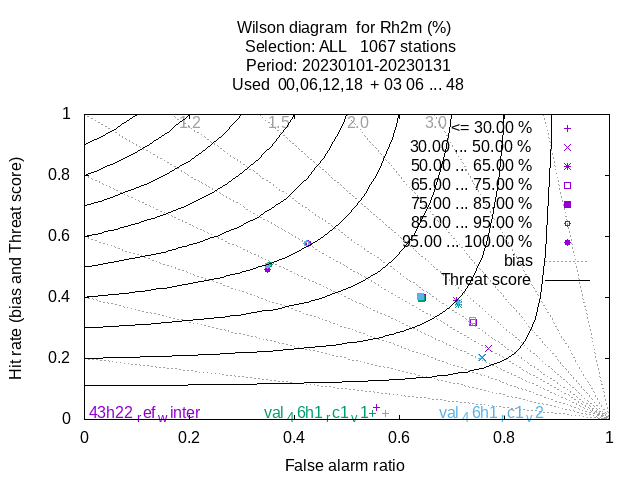 Wilson diagram  for Rh2m (%)
Selection: ALL   1067 stations
Period: 20230101-20230131
Used  00,06,12,18  + 03 06 ... 48
1.2 1.5 2.0 3.0
<= 30.00 %
30.00 ... 50.00 %
50.00 ... 65.00 %
65.00 ... 75.00 %
75.00 ... 85.00 %
85.00 ... 95.00 %
95.00 ... 100.00 %
bias
Threat score
Hit rate (bias and Threat score)
1
0.8
0.6
0.4
0.2
0
43h22_ref_winter val_46h1_rc1_v1 val_46h1_rc1_v2
0 0.2 0.4 0.6 0.8 1
False alarm ratio